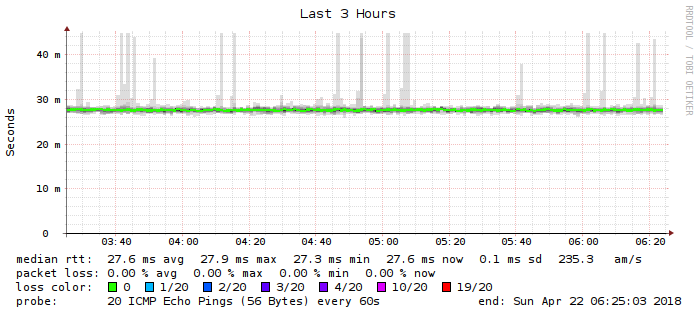 Last 3 Hours
RRDTOOL / TOBI OETIKER
Seconds
40 m
30 m
20 m
10 m
0
03:40 04:00 04:20 04:40 05:00 05:20 05:40 06:00 06:20
median rtt: 27.6 ms avg 27.9 ms max 27.3 ms min 27.6 ms now 0.1 ms sd 235.3 am/s
packet loss: 0.00 % avg 0.00 % max 0.00 % min 0.00 % now
loss color: 0 1/20 2/20 3/20 4/20 10/20 19/20
probe: 20 ICMP Echo Pings (56 Bytes) every 60s end: Sun Apr 22 06:25:03 2018